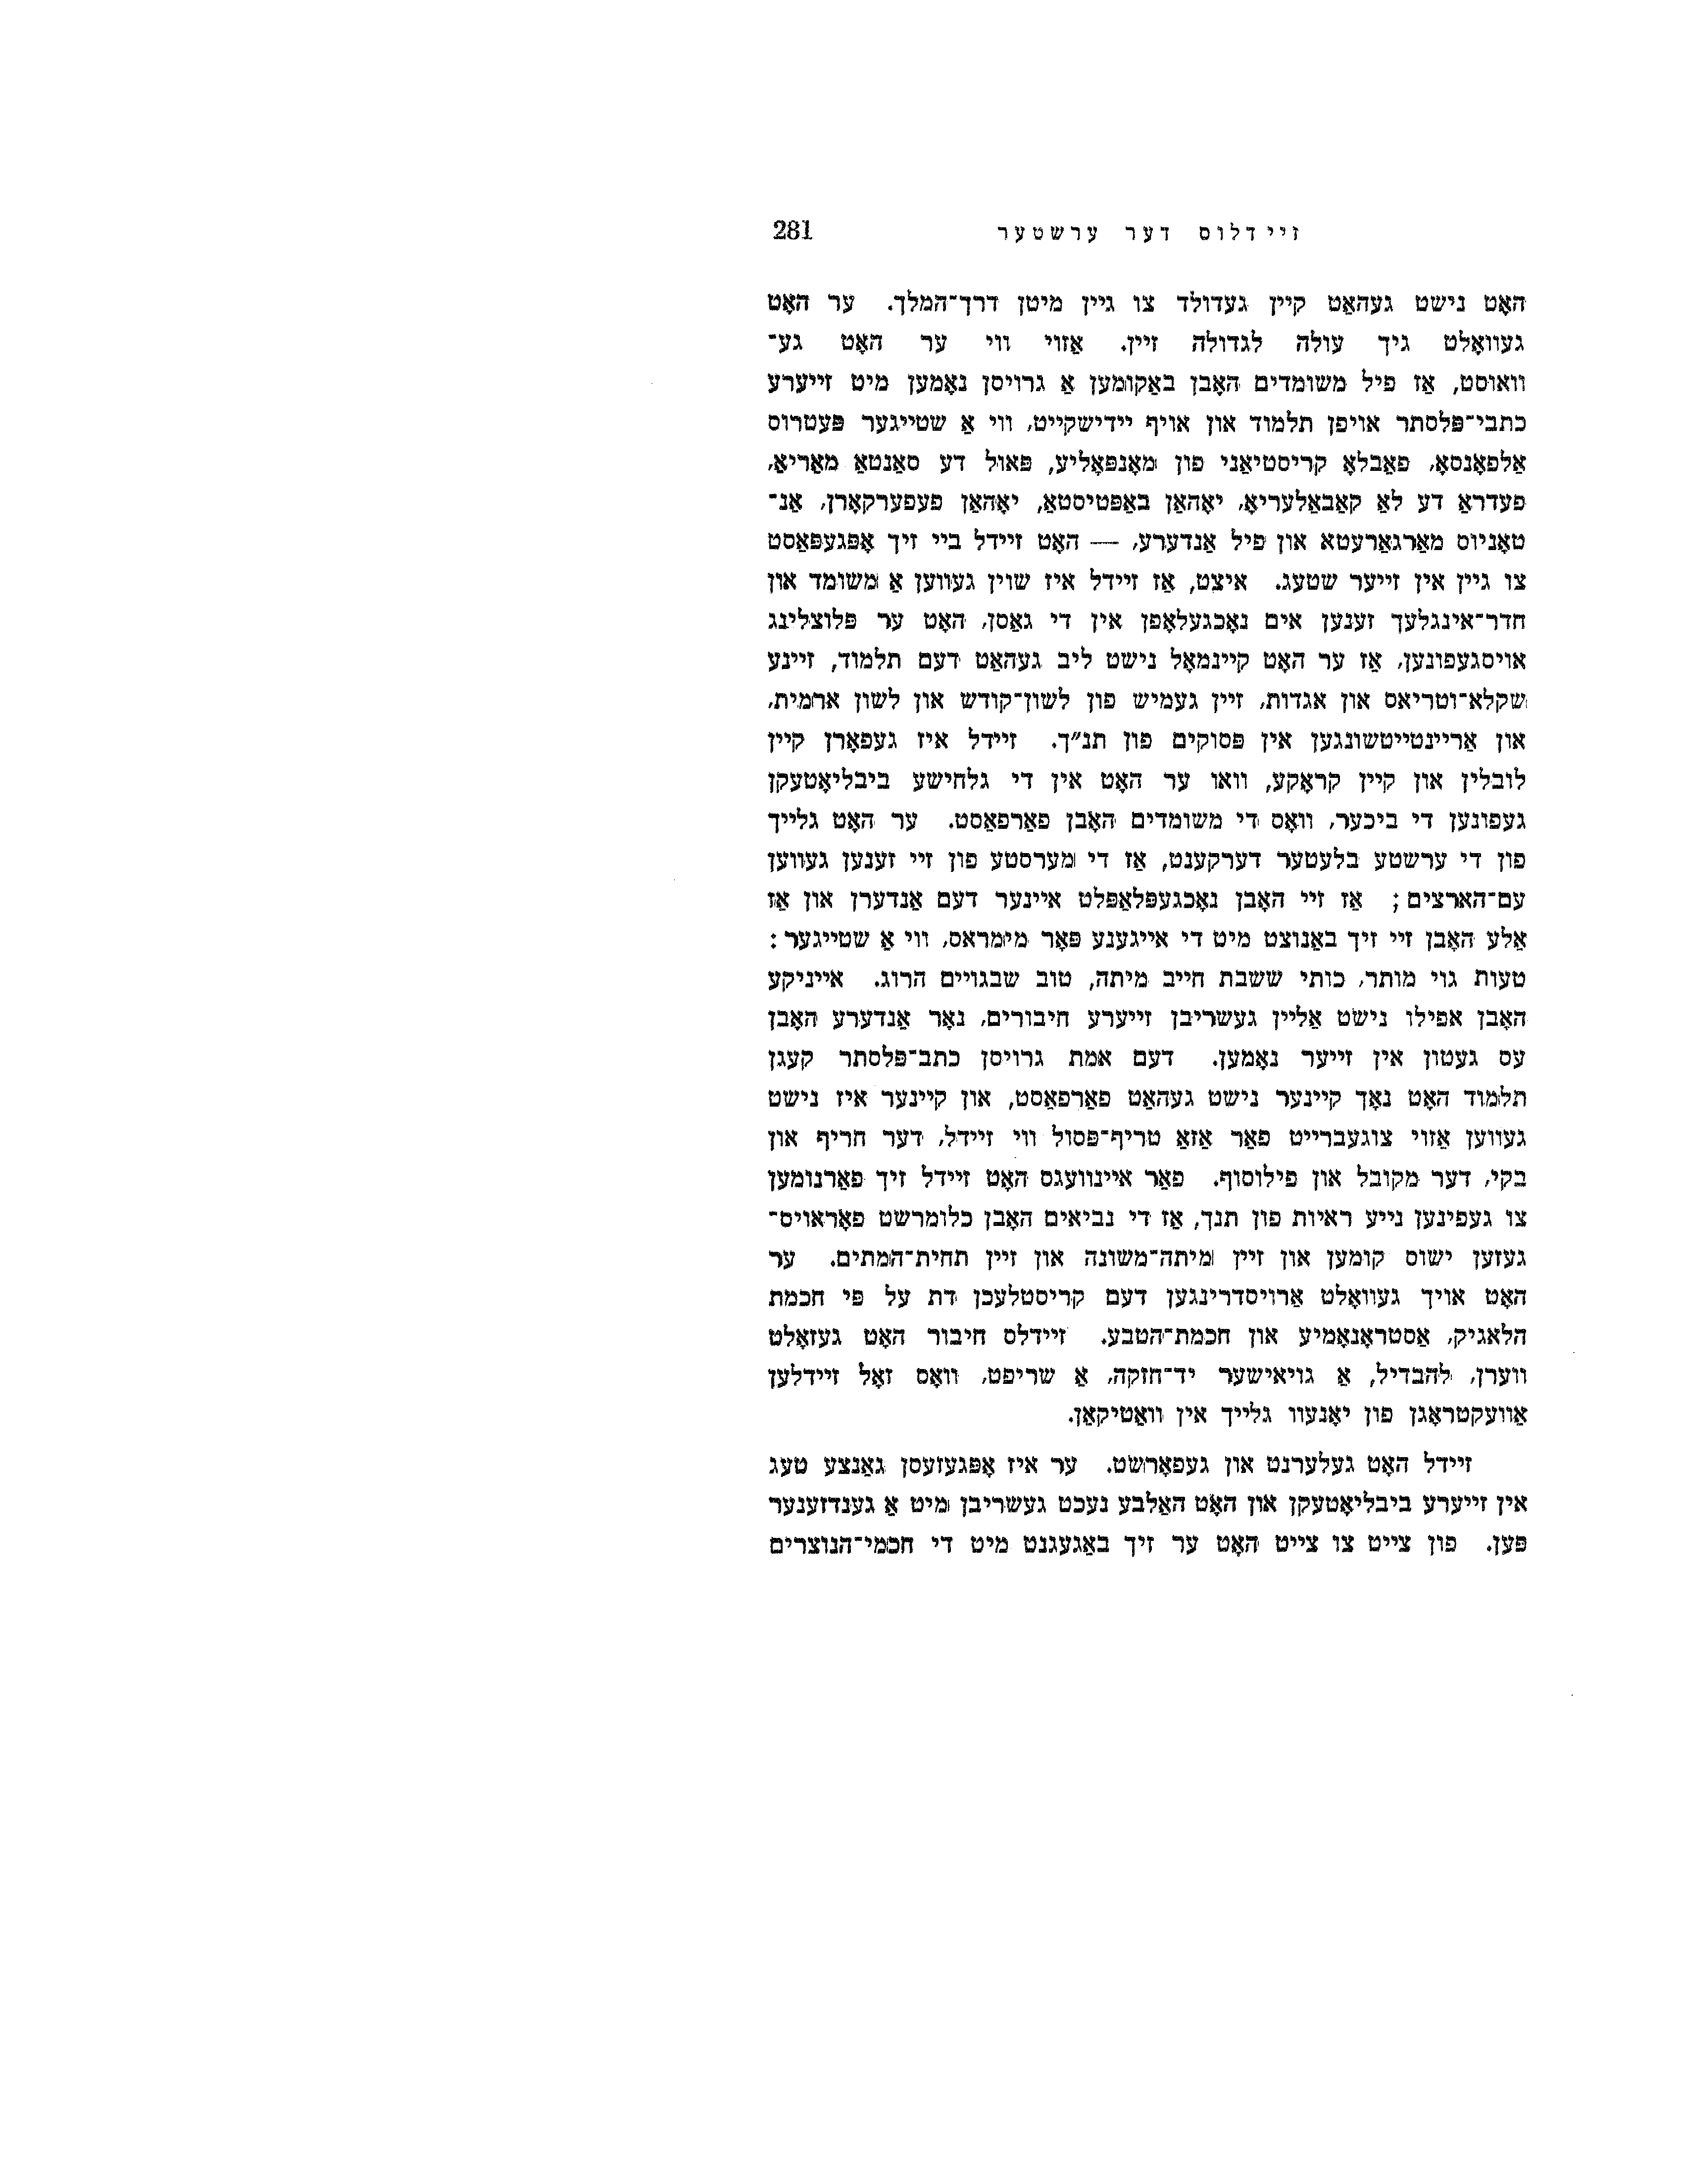 זיידלוס דער ערשטער 281
האָט נישט געהאַט קיין געדולד צו גיין מיטן דרך־המלך. ער האָט
געוואָלט גיך עולה לגדולה זיין. אַזוי ווי ער האָט גע־
וואוסט, אַז פיל משומדים האָבן באַקומען אַ גרויסן נאָמען מיט זייערע
כתבי־פּלסתר אויפן תלמוד און אויף יידישקייט, ווי אַ שטייגער פּעטרוס
אַלפאָנסאָ, פאַבלאָ קריסטיאַני פון מאָנפּאָליע, פּאול דע סאַנטאַ מאַריאַ,
פעדראַ דע לאַ קאַבאַלעריאָ, יאָהאַן באַפּטיסטאַ, יאָהאַן פעפערקאָרן, אַנ־
טאָניוס מאַרגאַרעטא און פיל אַנדערע, — האָט זיידל ביי זיך אָפּגעפּאַסט
צו גיין אין זייער שטעג. איצט, אַז זיידל איז שוין געווען אַ משומד און
חדר־אינגלעך זענען אים נאָכגעלאָפן אין די גאַסן, האָט ער פּלוצלינג
אויסגעפונען, אַז ער האָט קיינמאָל נישט ליב געהאַט דעם תלמוד, זיינע
שקלא־וטריאס און אגדות, זיין געמיש פון לשון־קודש און לשון ארמית,
און אַריינטייטשונגען אין פּסוקים פון תנ״ך. זיידל איז געפאָרן קיין
לובלין און קיין קראָקע, וואו ער האָט אין די גלחישע ביבליאָטעקן
געפונען די ביכער, וואָס די משומדים האָבן פאַרפאַסט. ער האָט גלייך
פון די ערשטע בלעטער דערקענט, אַז די מערסטע פון זיי זענען געווען
עם־הארצים; אַז זיי האָבן נאָכגעפּלאַפּלט איינער דעם אַנדערן און אַז
אַלע האָבן זיי זיך באַנוצט מיט די אייגענע פּאָר מימראס, ווי אַ שטייגער:
טעות גוי מותר, כותי ששבת חייב מיתה, טוב שבגויים הרוג. אייניקע
האָבן אפילו נישט אַליין געשריבן זייערע חיבורים, נאָר אַנדערע האָבן
עס געטון אין זייער נאָמען. דעם אמת גרויסן כתב־פּלסתר קעגן
תלמוד האָט נאָך קיינער נישט געהאַט פאַרפאַסט, און קיינער איז נישט
געווען אַזוי צוגעברייט פאַר אַזאַ טריף־פּסול ווי זיידל, דער חריף און
בקי, דער מקובל און פילוסוף. פאַר איינוועגס האָט זיידל זיך פאַרנומען
צו געפינען נייע ראיות פון תנך, אַז די נביאים האָבן כלומרשט פאָראויס־
געזען ישוס קומען און זיין מיתה־משונה און זיין תחית־המתים. ער
האָט אויך געוואָלט אַרויסדרינגען דעם קריסטלעכן דת על פי חכמת
הלאגיק, אַסטראָנאָמיע און חכמת־הטבע. זיידלס חיבור האָט געזאָלט
ווערן, להבדיל, אַ גויאישער יד־חזקה, אַ שריפט, וואָס זאָל זיידלען
אַוועקטראָגן פון יאָנעוו גלייך אין וואַטיקאַן.
זיידל האָט געלערנט און געפאָרשט. ער איז אָפּגעזעסן גאַנצע טעג
אין זייערע ביבליאָטעקן און האָט האַלבע נעכט געשריבן מיט אַ גענדזענער
פּען. פון צייט צו צייט האָט ער זיך באַגעגנט מיט די חכמי־הנוצרים